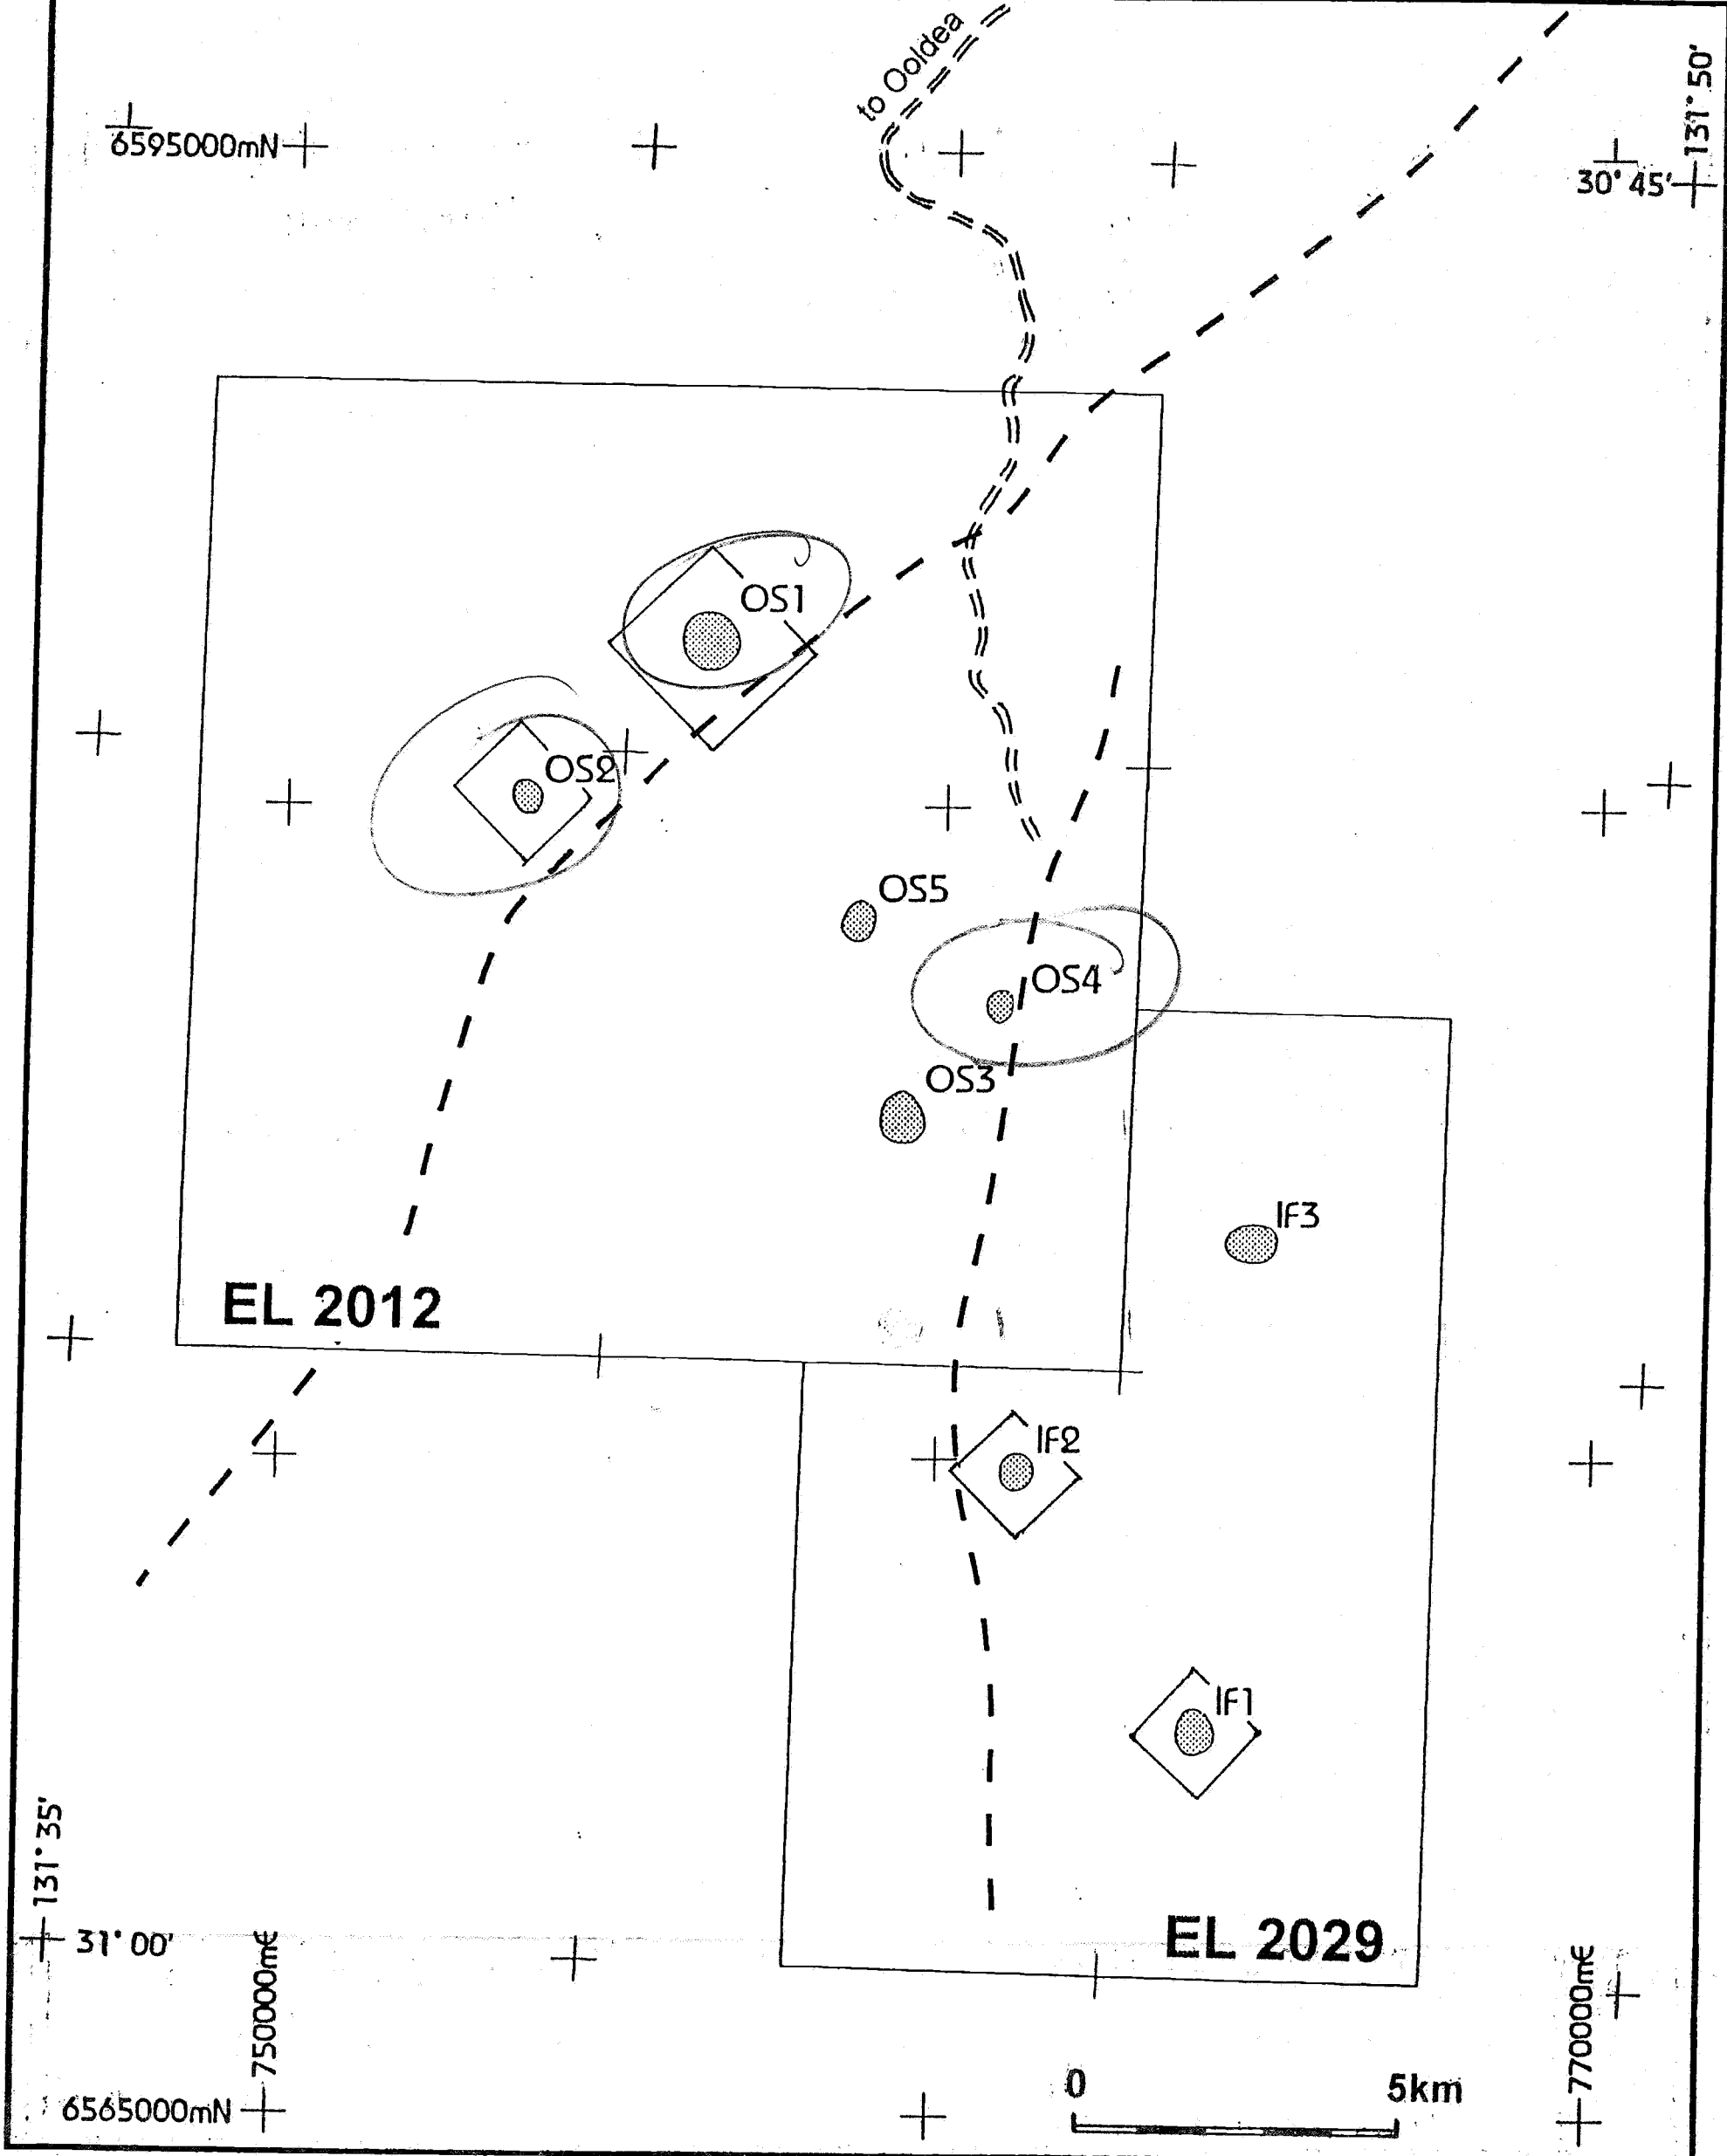 to Ooldea
6595000mN
131° 50'
30° 45'
OS1
OS2
OS5
OS4
OS3
IF3
EL 2012
IF2
IF1
131° 35'
31° 00'
EL 2029
750000mE
770000mE
0 5km
6565000mN